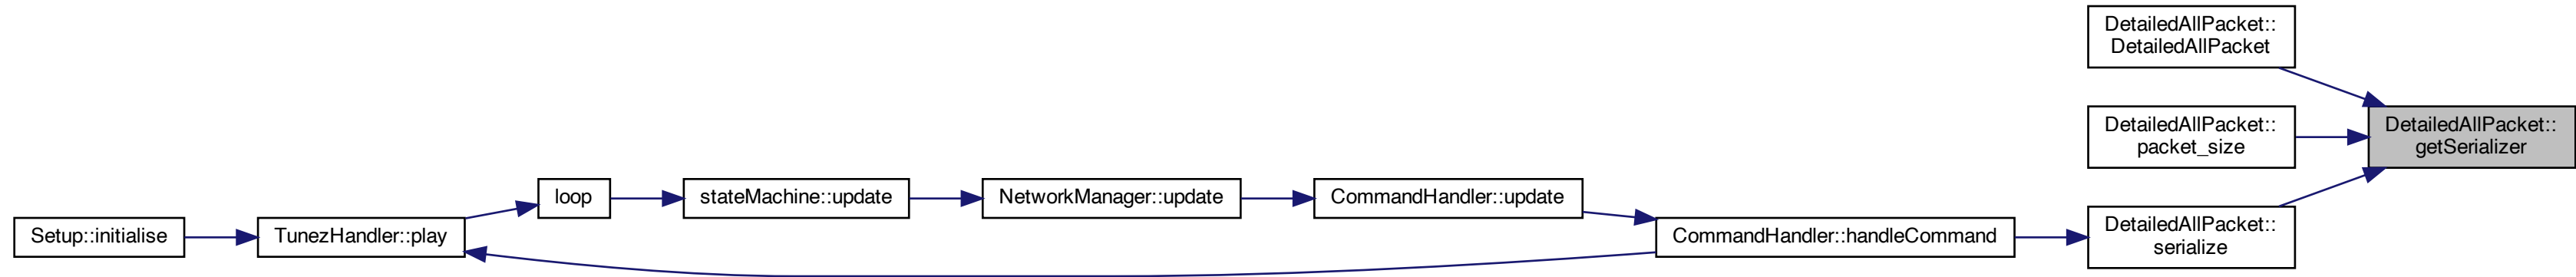 DetailedAllPacket::
DetailedAllPacket
DetailedAllPacket::
packet_size
DetailedAllPacket::
getSerializer
loop
stateMachine::update
NetworkManager::update
CommandHandler::update
Setup::initialise
TunezHandler::play
CommandHandler::handleCommand
DetailedAllPacket::
serialize